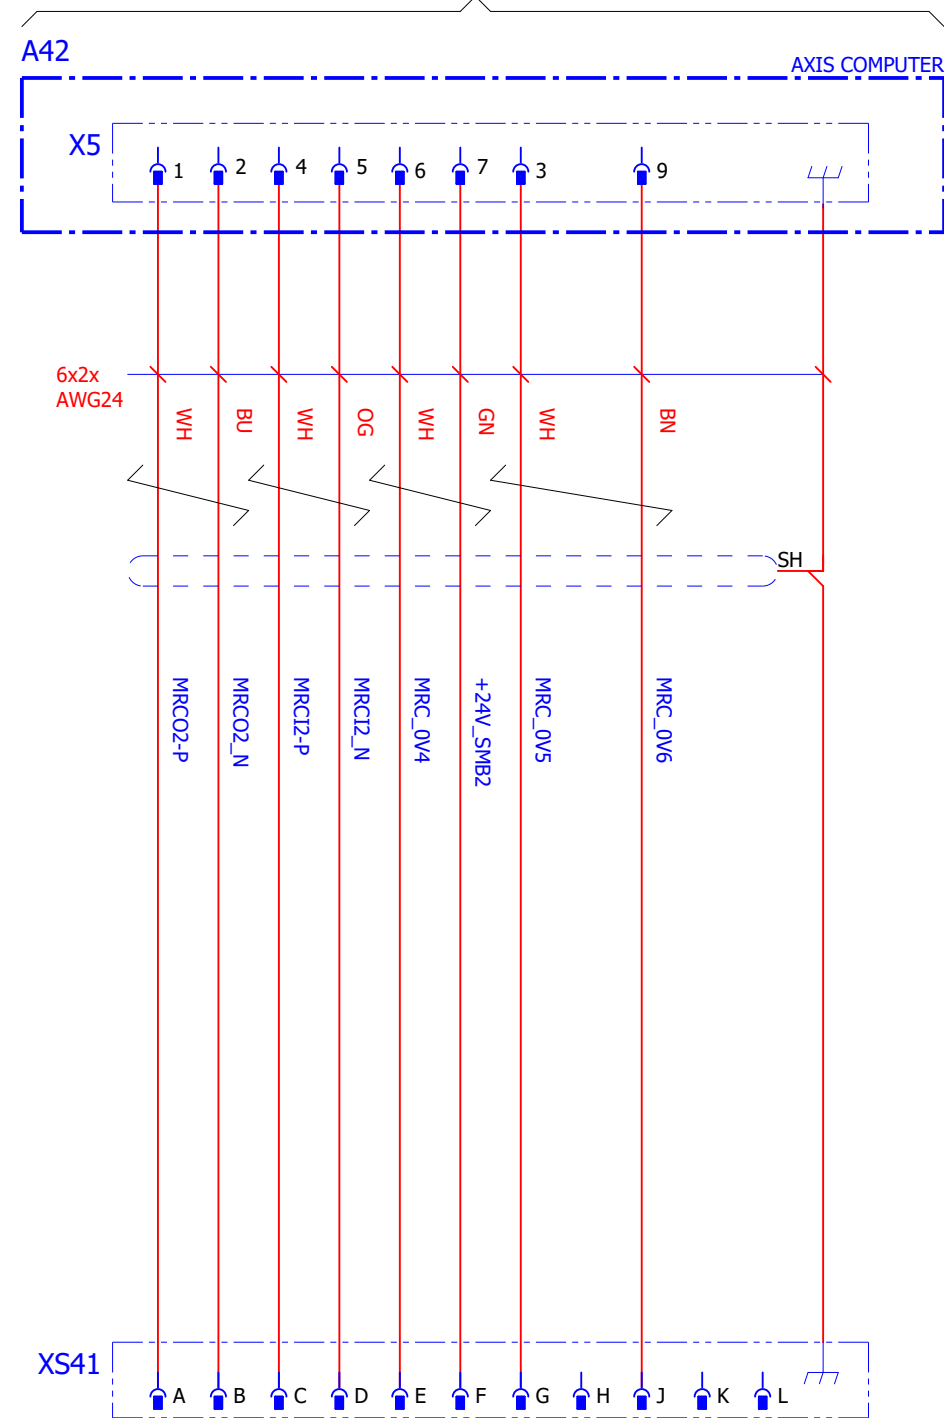 A42
AXIS COMPUTER
X5
1 2 4 5 6 7 3 9
6x2x
AWG24
WH BU WH OG WH GN WH BN
SH
MRCO2-P
MRCO2_N
MRCI2-P
MRCI2_N
MRC_0V4
+24V_SMB2
MRC_0V5
MRC_0V6
XS41
A B C D E F G H J K L